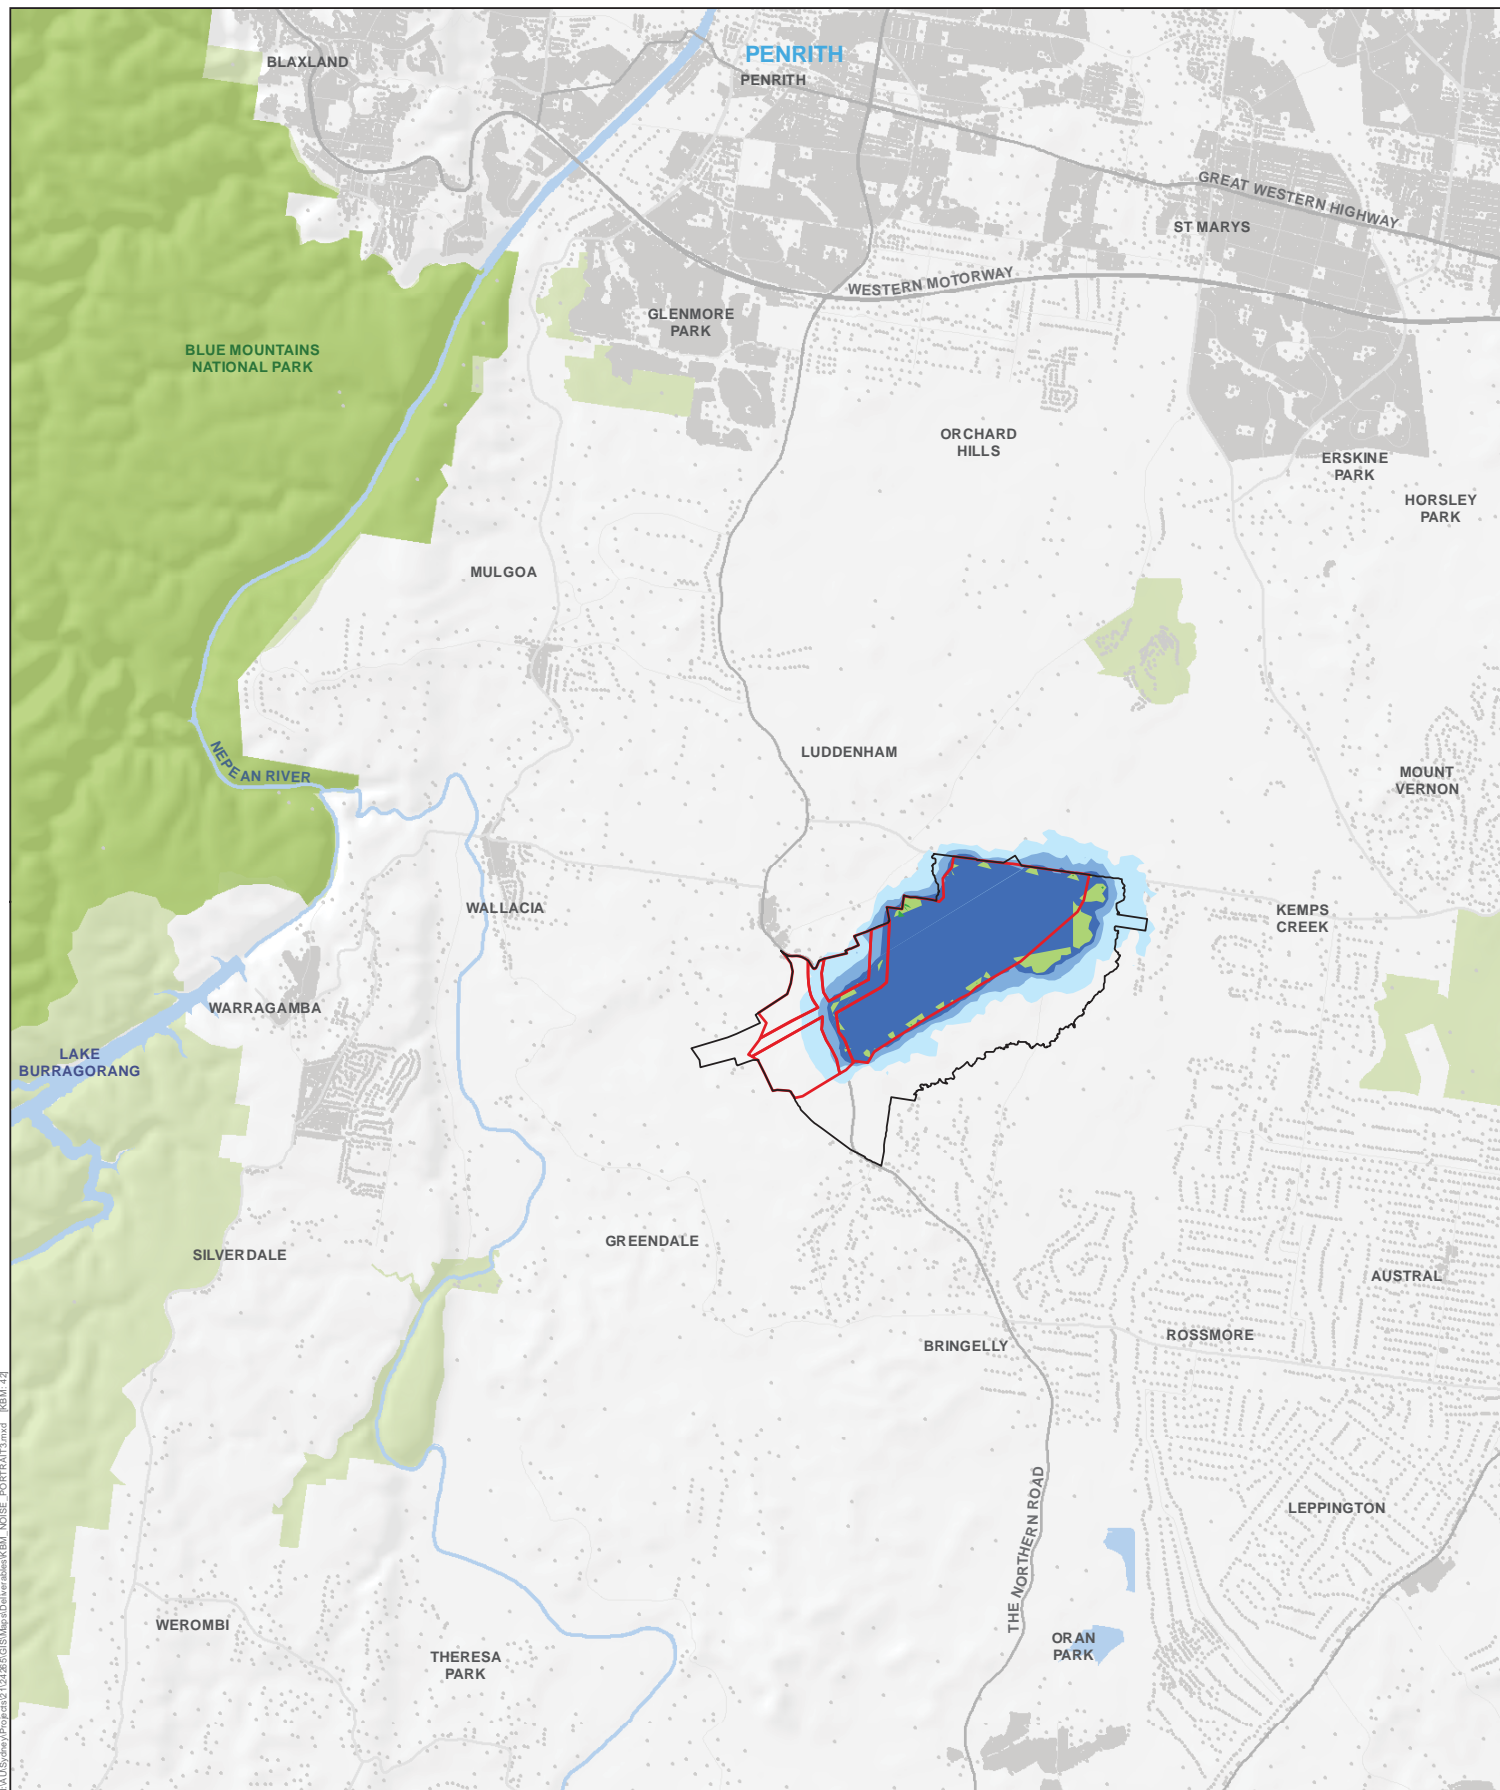 BLAXLAND
PENRITH
PENRITH
GREAT WESTERN HIGHWAY
ST MARYS
WESTERN MOTORWAY
GLENMORE
PARK
BLUE MOUNTAINS
NATIONAL PARK
ORCHARD
HILLS
ERSKINE
PARK
HORSLEY
PARK
MULGOA
LUDDENHAM
NEPEAN RIVER
MOUNT
VERNON
WALLACIA
KEMPS
CREEK
WARRAGAMBA
LAKE
BURRAGORANG
GREENDALE
SILVERDALE
AUSTRAL
ROSSMORE
BRINGELLY
THE NORTHERN ROAD
LEPPINGTON
WEROMBI
ORAN
PARK
THERESA
PARK